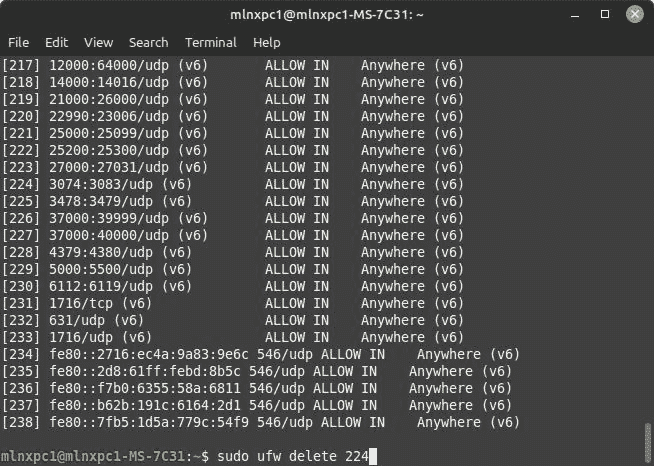 mlnxpc1@mlnxpc1-MS-7C31: ~
File Edit View Search Terminal Help
[217] 12000:64000/udp (v6) ALLOW IN Anywhere (v6)
[218] 14000:14016/udp (v6) ALLOW IN Anywhere (v6)
[219] 21000:26000/udp (v6) ALLOW IN Anywhere (v6)
[220] 22990:23006/udp (v6) ALLOW IN Anywhere (v6)
[221] 25000:25099/udp (v6) ALLOW IN Anywhere (v6)
[222] 25200:25300/udp (v6) ALLOW IN Anywhere (v6)
[223] 27000:27031/udp (v6) ALLOW IN Anywhere (v6)
[224] 3074:3083/udp (v6) ALLOW IN Anywhere (v6)
[225] 3478:3479/udp (v6) ALLOW IN Anywhere (v6)
[226] 37000:39999/udp (v6) ALLOW IN Anywhere (v6)
[227] 37000:40000/udp (v6) ALLOW IN Anywhere (v6)
[228] 4379:4380/udp (v6) ALLOW IN Anywhere (v6)
[229] 5000:5500/udp (v6) ALLOW IN Anywhere (v6)
[230] 6112:6119/udp (v6) ALLOW IN Anywhere (v6)
[231] 1716/tcp (v6) ALLOW IN Anywhere (v6)
[232] 631/udp (v6) ALLOW IN Anywhere (v6)
[233] 1716/udp (v6) ALLOW IN Anywhere (v6)
[234] fe80::2716:ec4a:9a83:9e6c 546/udp ALLOW IN Anywhere (v6)
[235] fe80::2d8:61ff:febd:8b5c 546/udp ALLOW IN Anywhere (v6)
[236] fe80::f7b0:6355:58a:6811 546/udp ALLOW IN Anywhere (v6)
[237] fe80::b62b:191c:6164:2d1 546/udp ALLOW IN Anywhere (v6)
[238] fe80::7fb5:1d5a:779c:54f9 546/udp ALLOW IN Anywhere (v6)
mlnxpc1@mlnxpc1-MS-7C31:~$ sudo ufw delete 224